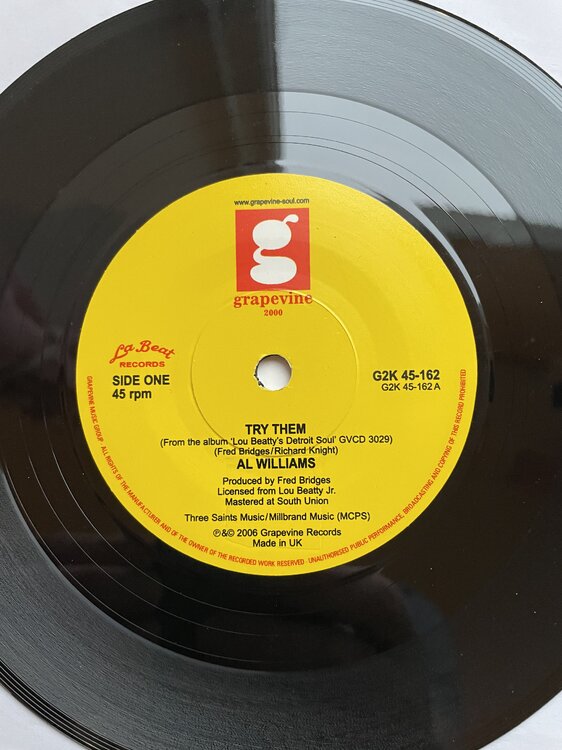 www.grapevine-soul.com
g
grapevine
2000
La Beat
RECORDS
SIDE ONE
45 rpm
G2K 45-162
G2K 45-162 A
TRY THEM
(From the album 'Lou Beatty's Detroit Soul' GVCD 3029)
(Fred Bridges/Richard Knight)
AL WILLIAMS
Produced by Fred Bridges
Licensed from Lou Beatty Jr.
Mastered at South Union
Three Saints Music/Millbrand Music (MCPS)
℗&© 2006 Grapevine Records
Made in UK
GRAPEVINE MUSIC GROUP · ALL RIGHTS OF THE MANUFACTURER AND OF THE OWNER OF THE RECORDED WORK RESERVED · UNAUTHORISED PUBLIC PERFORMANCE, BROADCASTING AND COPYING OF THIS RECORD PROHIBITED